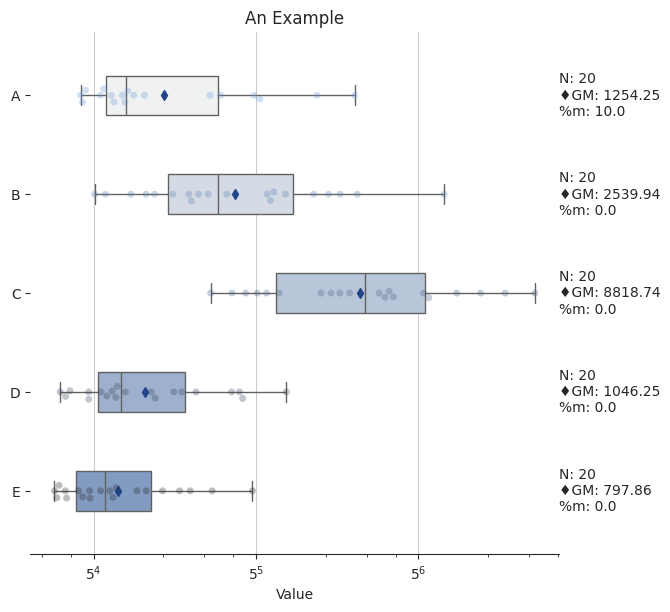 An Example
A
N: 20
♦GM: 1254.25
%m: 10.0
B
N: 20
♦GM: 2539.94
%m: 0.0
C
N: 20
♦GM: 8818.74
%m: 0.0
D
N: 20
♦GM: 1046.25
%m: 0.0
E
N: 20
♦GM: 797.86
%m: 0.0
5⁴ 5⁵ 5⁶
Value